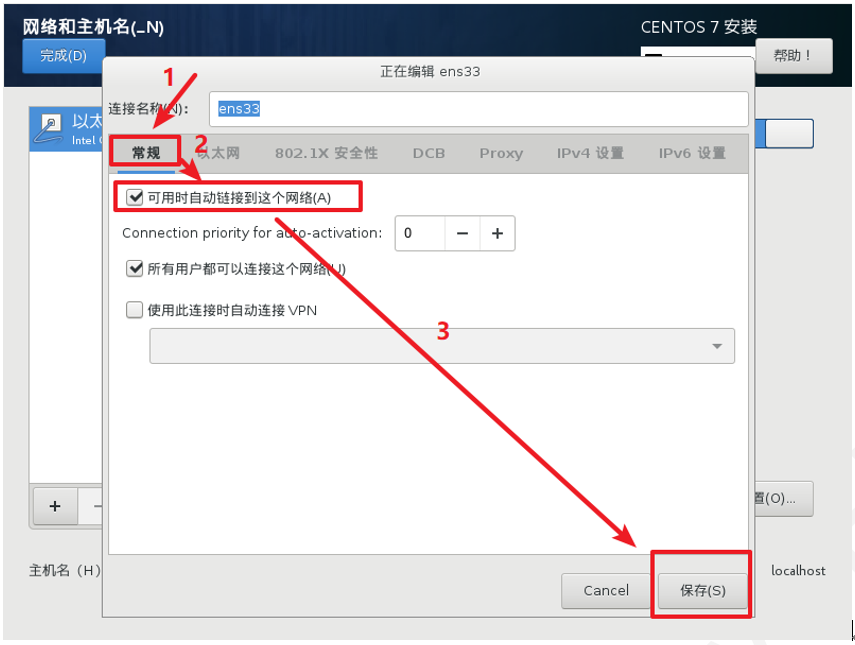 网络和主机名(_N)
CENTOS 7 安装
完成(D)
帮助！
正在编辑 ens33
1
连接名称(N)：
ens33
以太
Intel
2
常规
以太网
802.1X 安全性
DCB
Proxy
IPv4 设置
IPv6 设置
可用时自动链接到这个网络(A)
Connection priority for auto-activation:
0
−
+
所有用户都可以连接这个网络(U)
使用此连接时自动连接 VPN
3
+
−
置(O)...
主机名（H）
localhost
Cancel
保存(S)